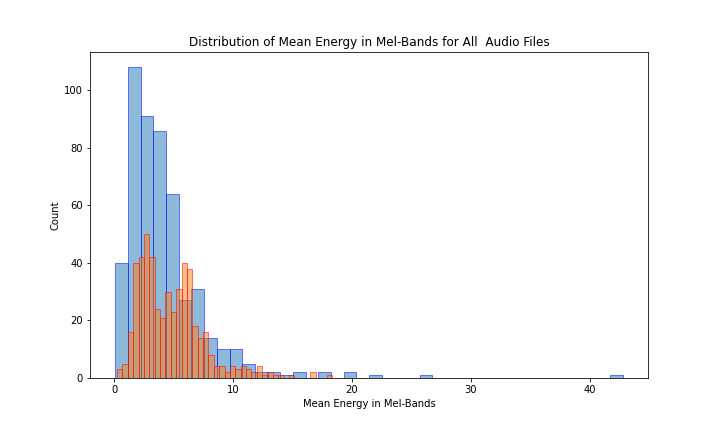 Distribution of Mean Energy in Mel-Bands for All  Audio Files
Count
100
80
60
40
20
0
0 10 20 30 40
Mean Energy in Mel-Bands